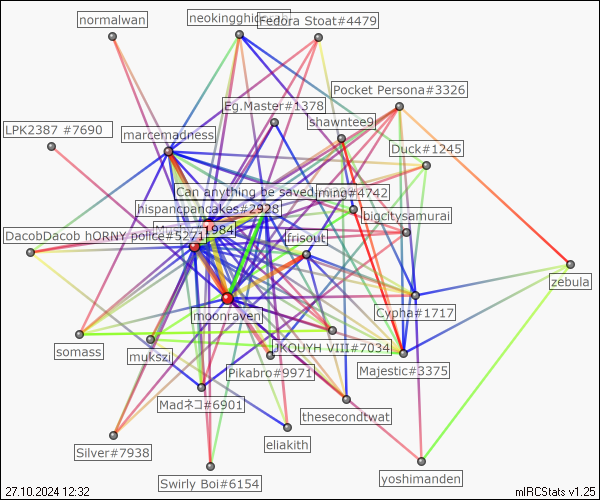 normalwan
neokingghidorah
Fedora Stoat#4479
Pocket Persona#3326
Eg.Master#1378
shawntee9
LPK2387 #7690
marcemadness
Duck#1245
Can anything be saved
ming#4742
hispancpancakes#2928
bigcitysamurai
#1984
DacobDacob hORNY police#5271
frisout
zebula
moonraven
Cypha#1717
somass
mukszi
JKOUYH VIII#7034
Pikabro#9971
Majestic#3375
Madネコ#6901
thesecondtwat
Silver#7938
eliakith
Swirly Boi#6154
yoshimanden
27.10.2024 12:32
mIRCStats v1.25